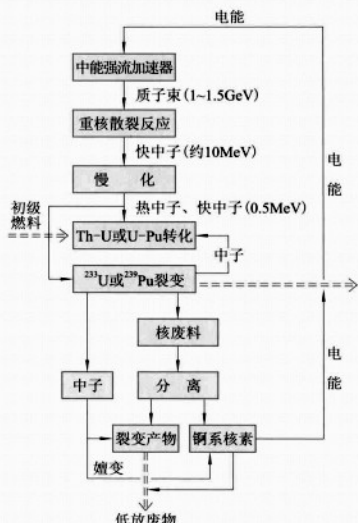 电能
中能强流加速器
质子束(1~1.5GeV)
重核散裂反应
快中子(约10MeV)
慢 化
热中子、快中子(0.5MeV)
初级
燃料
Th-U或U-Pu转化
中子
²³³U或²³⁹Pu裂变
电
能
核废料
中子
分 离
电
能
裂变产物
锕系核素
嬗变
低放废物